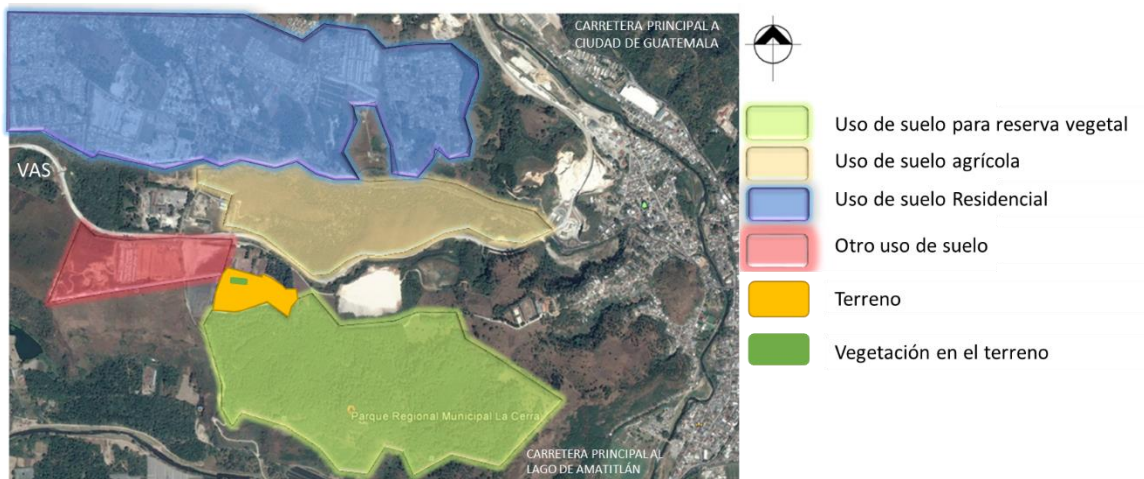 CARRETERA PRINCIPAL A
CIUDAD DE GUATEMALA
VAS
Parque Regional Municipal La Cerra
CARRETERA PRINCIPAL AL
LAGO DE AMATITLÁN
Uso de suelo para reserva vegetal
Uso de suelo agrícola
Uso de suelo Residencial
Otro uso de suelo
Terreno
Vegetación en el terreno